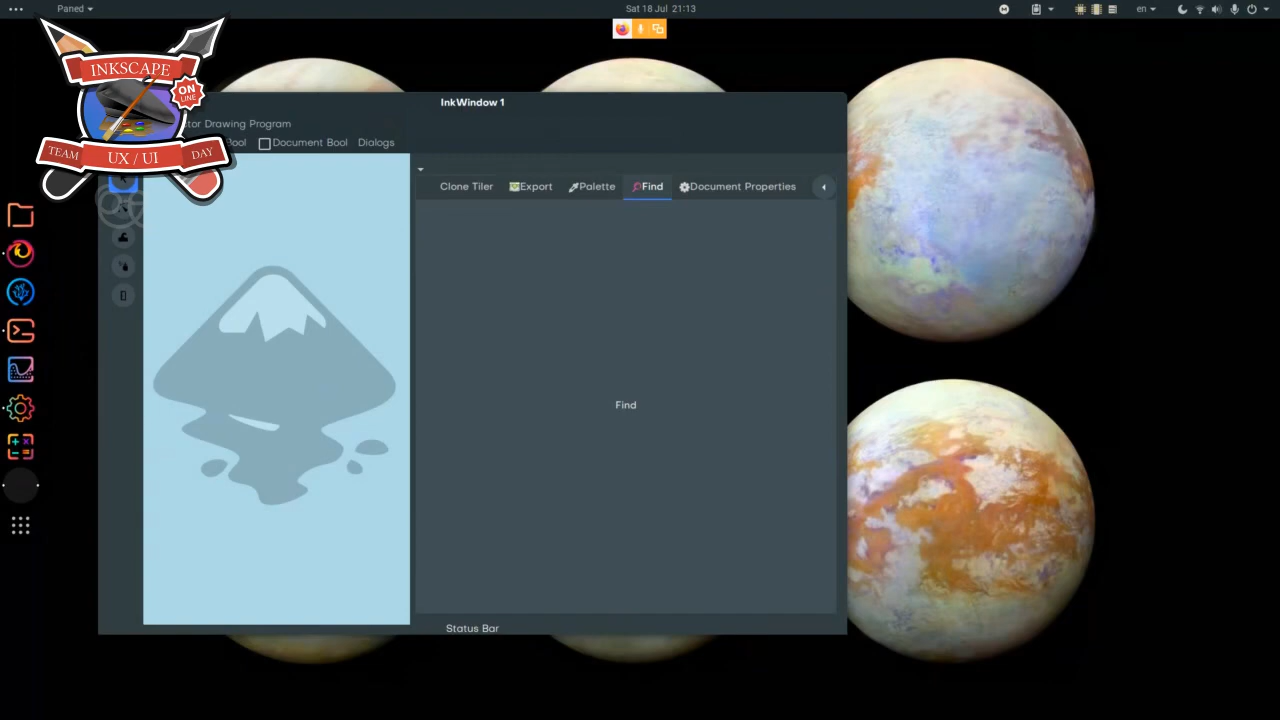 Paned
Sat 18 Jul 21:13
en
INKSCAPE
ON
LINE
TEAM
UX / UI
DAY
InkWindow 1
tor Drawing Program
Bool
Document Bool
Dialogs
Clone Tiler
Export
Palette
Find
Document Properties
Find
Status Bar